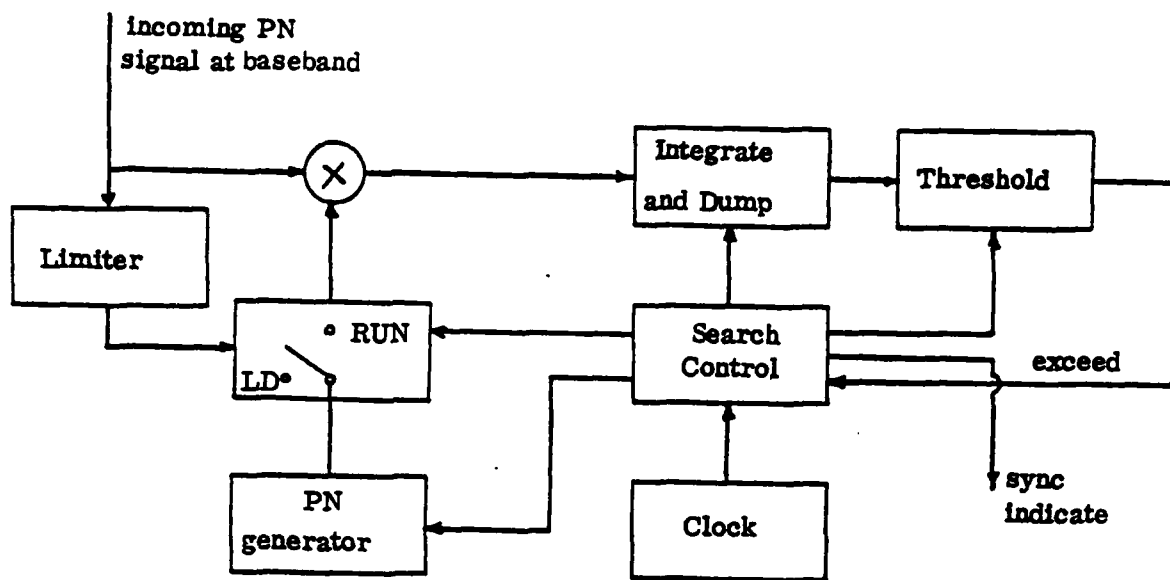 incoming PN
signal at baseband
Integrate
and Dump
Threshold
Limiter
RUN
LD
Search
Control
exceed
PN
generator
Clock
sync
indicate